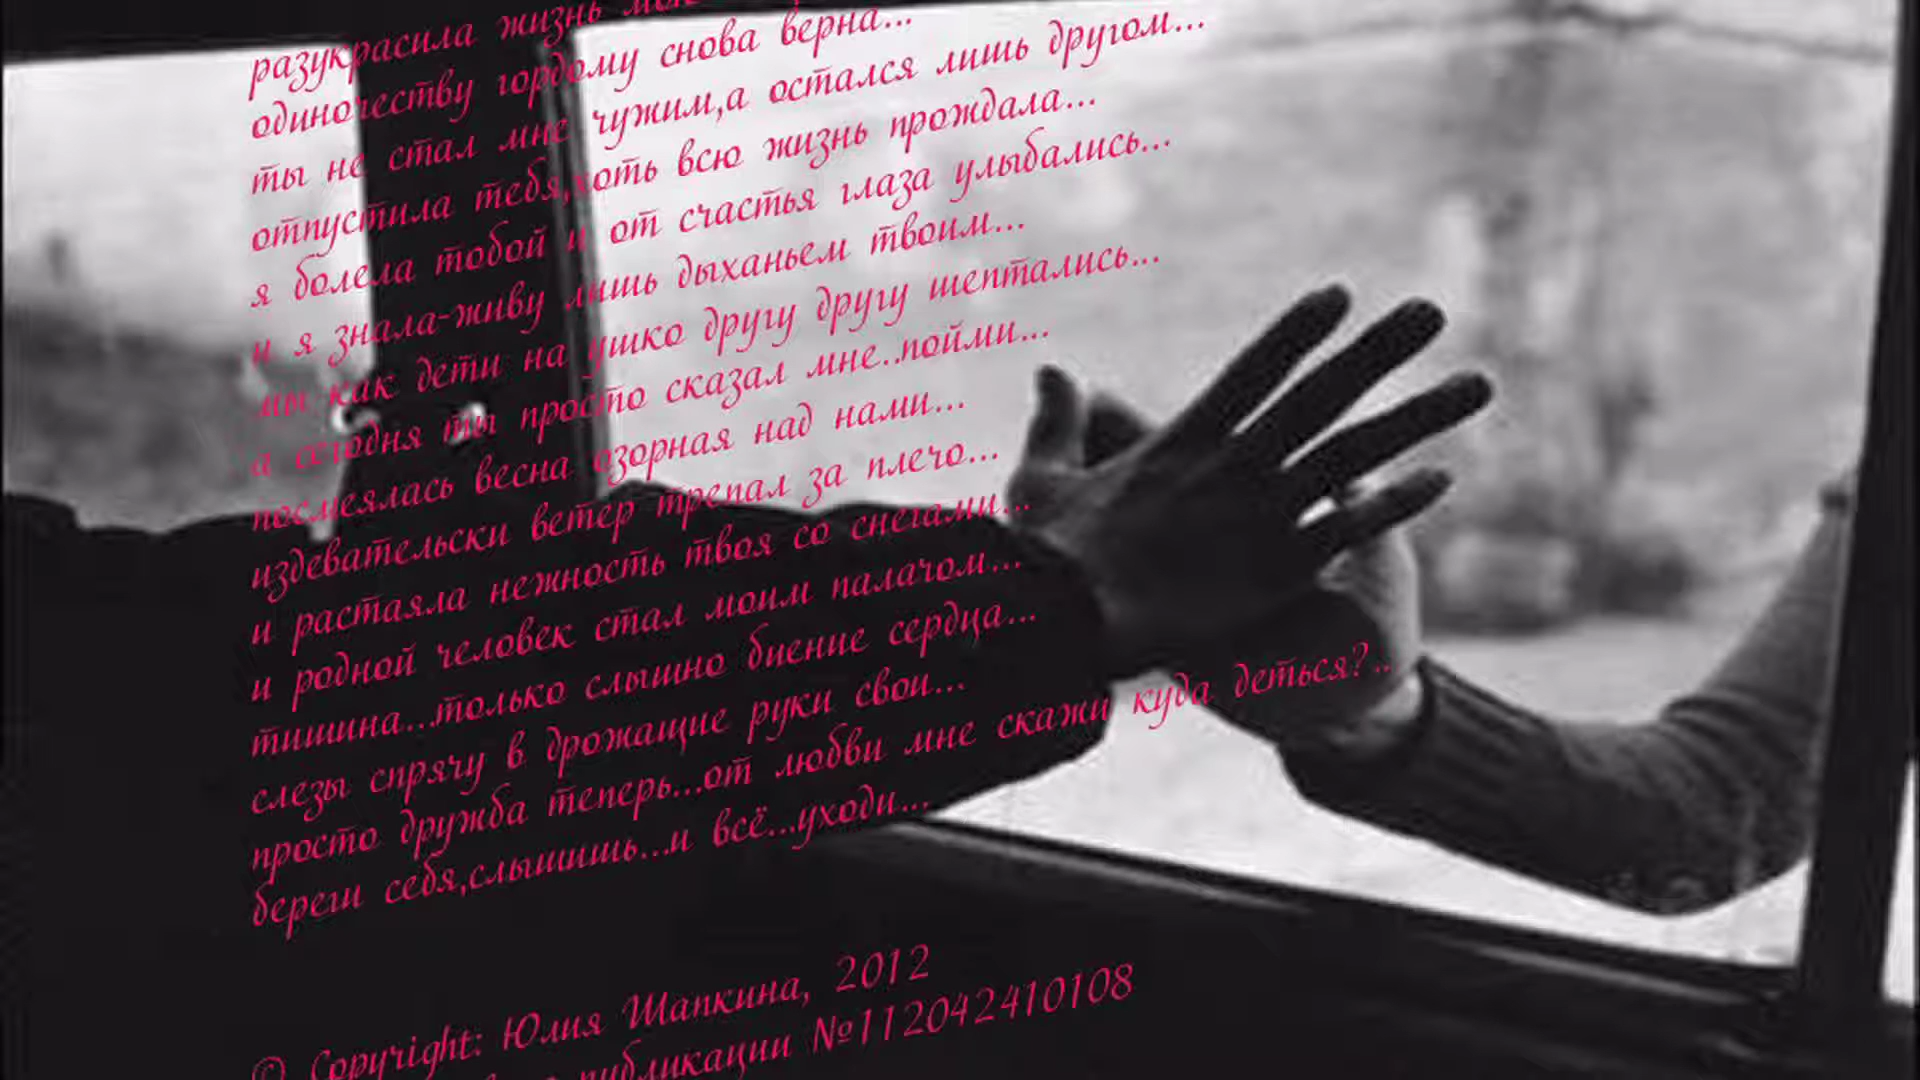 разукрасила жизнь
одиночеству гордому снова верна...
ты не стал мне чужим,а остался лишь другом...
отпустила тебя,хоть всю жизнь прождала...
я болела тобой и от счастья глаза улыбались...
и я знала-живу лишь дыханьем твоим...
мы как дети на ушко другу другу шептались...
а сегодня ты просто сказал мне..пойми...
посмеялась весна озорная над нами...
издевательски ветер трепал за плечо...
и растаяла нежность твоя со снегами...
и родной человек стал моим палачом...
тишина...только слышно биение сердца...
слезы спрячу в дрожащие руки свои...
просто дружба теперь...от любви мне скажи куда деться?..
береги себя,слышишь...и всё...уходи...
© Copyright: Юлия Шапкина, 2012
публикации №112042410108